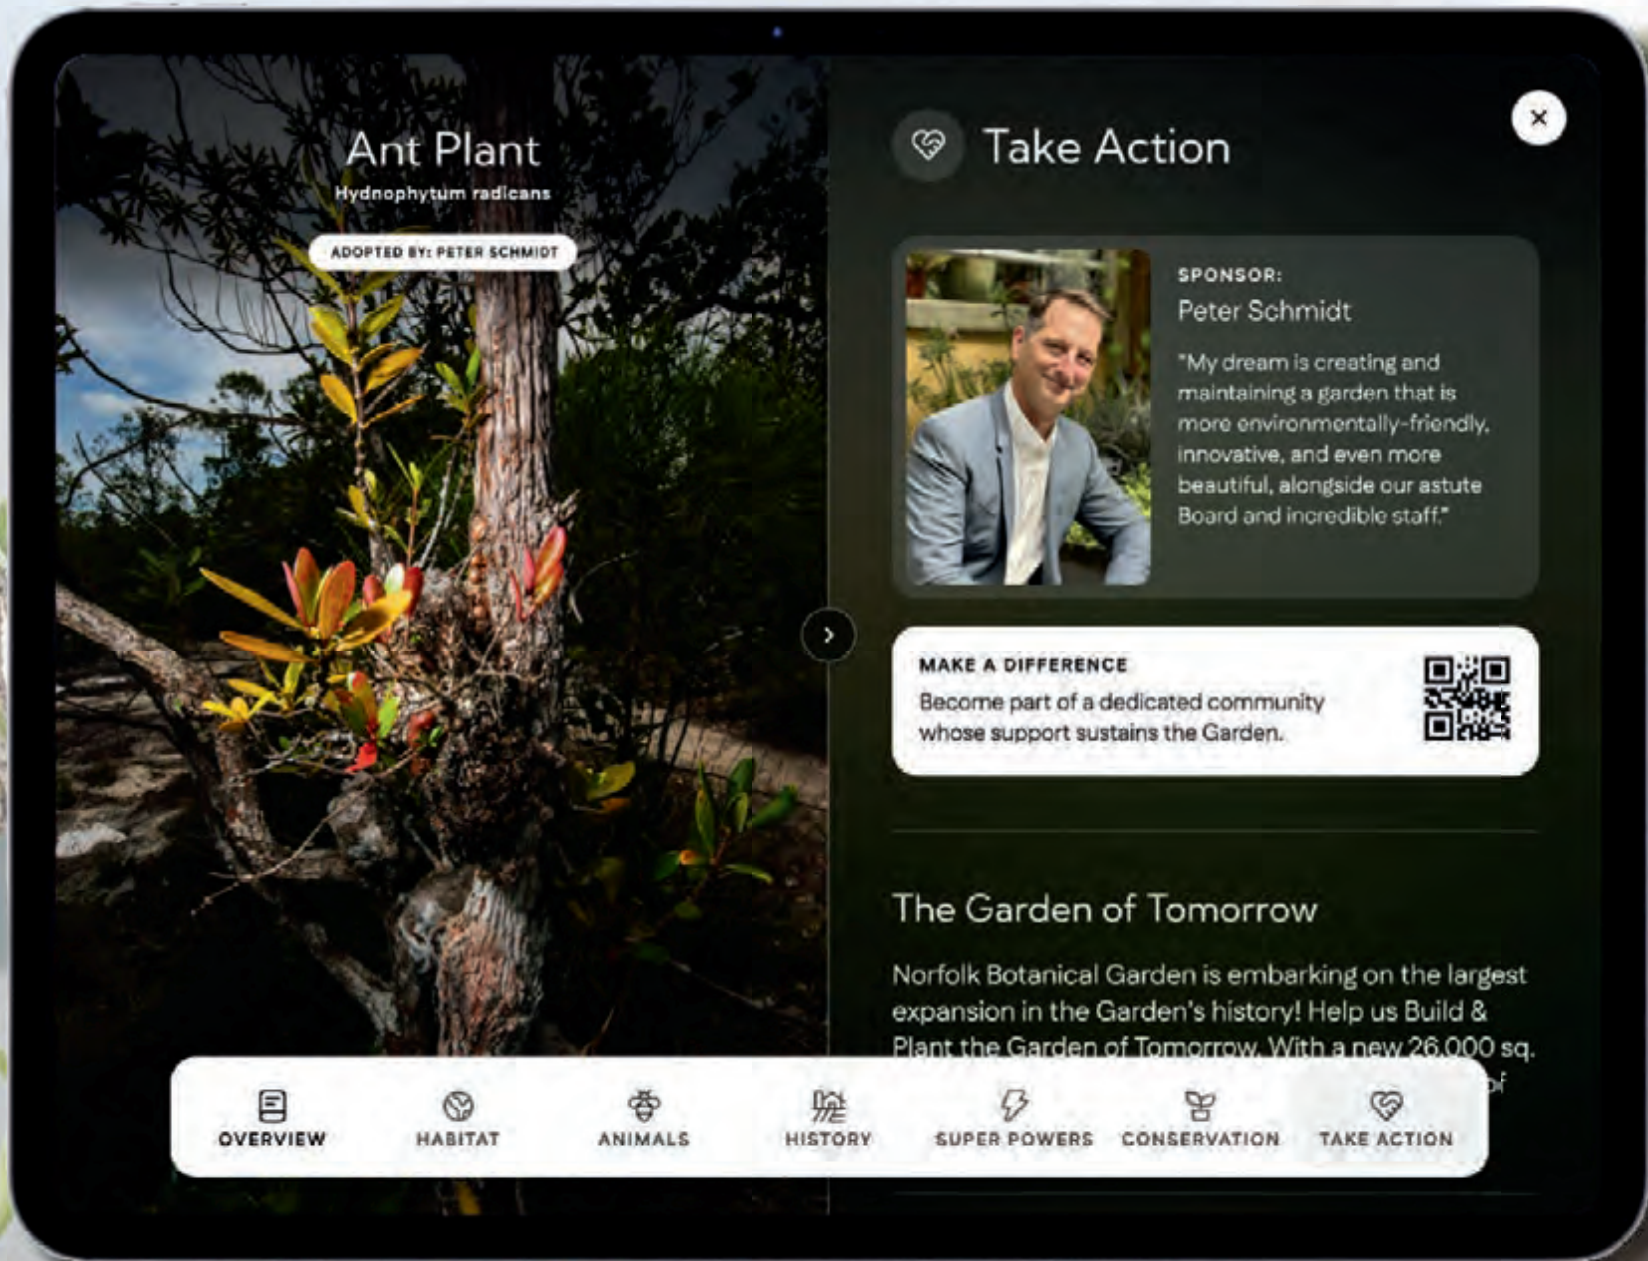 Ant Plant
Hydnophytum radicans
ADOPTED BY: PETER SCHMIDT
Take Action
SPONSOR:
Peter Schmidt
"My dream is creating and
maintaining a garden that is
more environmentally-friendly,
innovative, and even more
beautiful, alongside our astute
Board and incredible staff."
MAKE A DIFFERENCE
Become part of a dedicated community
whose support sustains the Garden.
The Garden of Tomorrow
Norfolk Botanical Garden is embarking on the largest
expansion in the Garden's history! Help us Build &
Plant the Garden of Tomorrow. With a new 26,000 sq.
of
OVERVIEW
HABITAT
ANIMALS
HISTORY
SUPER POWERS
CONSERVATION
TAKE ACTION